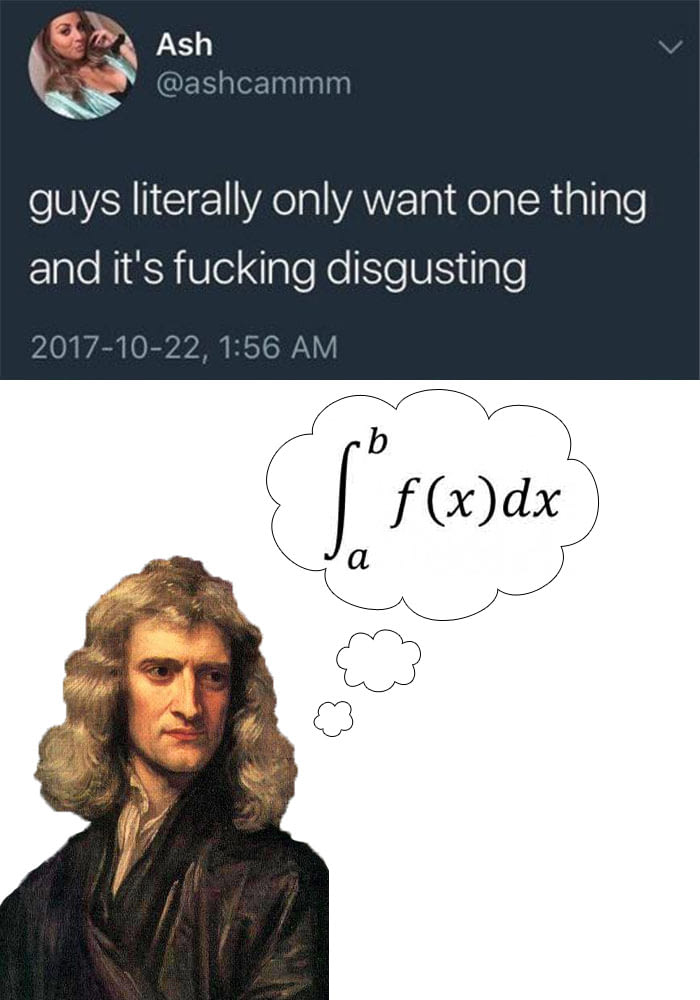 Ash
@ashcammm
guys literally only want one thing
and it's fucking disgusting
2017-10-22, 1:56 AM
∫ₐᵇ f(x)dx